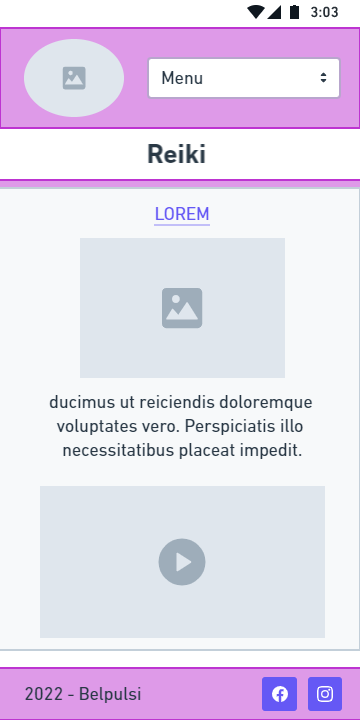 3:03
Menu
Reiki
LOREM
ducimus ut reiciendis doloremque
voluptates vero. Perspiciatis illo
necessitatibus placeat impedit.
2022 - Belpulsi